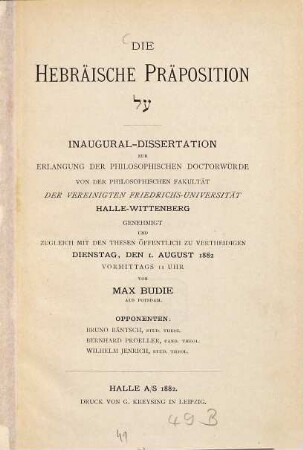 DIE
HEBRÄISCHE PRÄPOSITION
על
INAUGURAL-DISSERTATION
ZUR
ERLANGUNG DER PHILOSOPHISCHEN DOCTORWÜRDE
VON DER PHILOSOPHISCHEN FAKULTÄT
DER VEREINIGTEN FRIEDRICHS-UNIVERSITÄT
HALLE-WITTENBERG
GENEHMIGT
UND
ZUGLEICH MIT DEN THESEN ÖFFENTLICH ZU VERTHEIDIGEN
DIENSTAG, DEN 1. AUGUST 1882
VORMITTAGS 11 UHR
VON
MAX BUDIE
AUS POTSDAM.
OPPONENTEN:
BRUNO BÄNTSCH, STUD. THEOL.
BERNHARD PROELLER, CAND. THEOL.
WILHELM JENRICH, STUD. THEOL.
HALLE A/S 1882.
DRUCK VON G. KREYSING IN LEIPZIG.
49 B